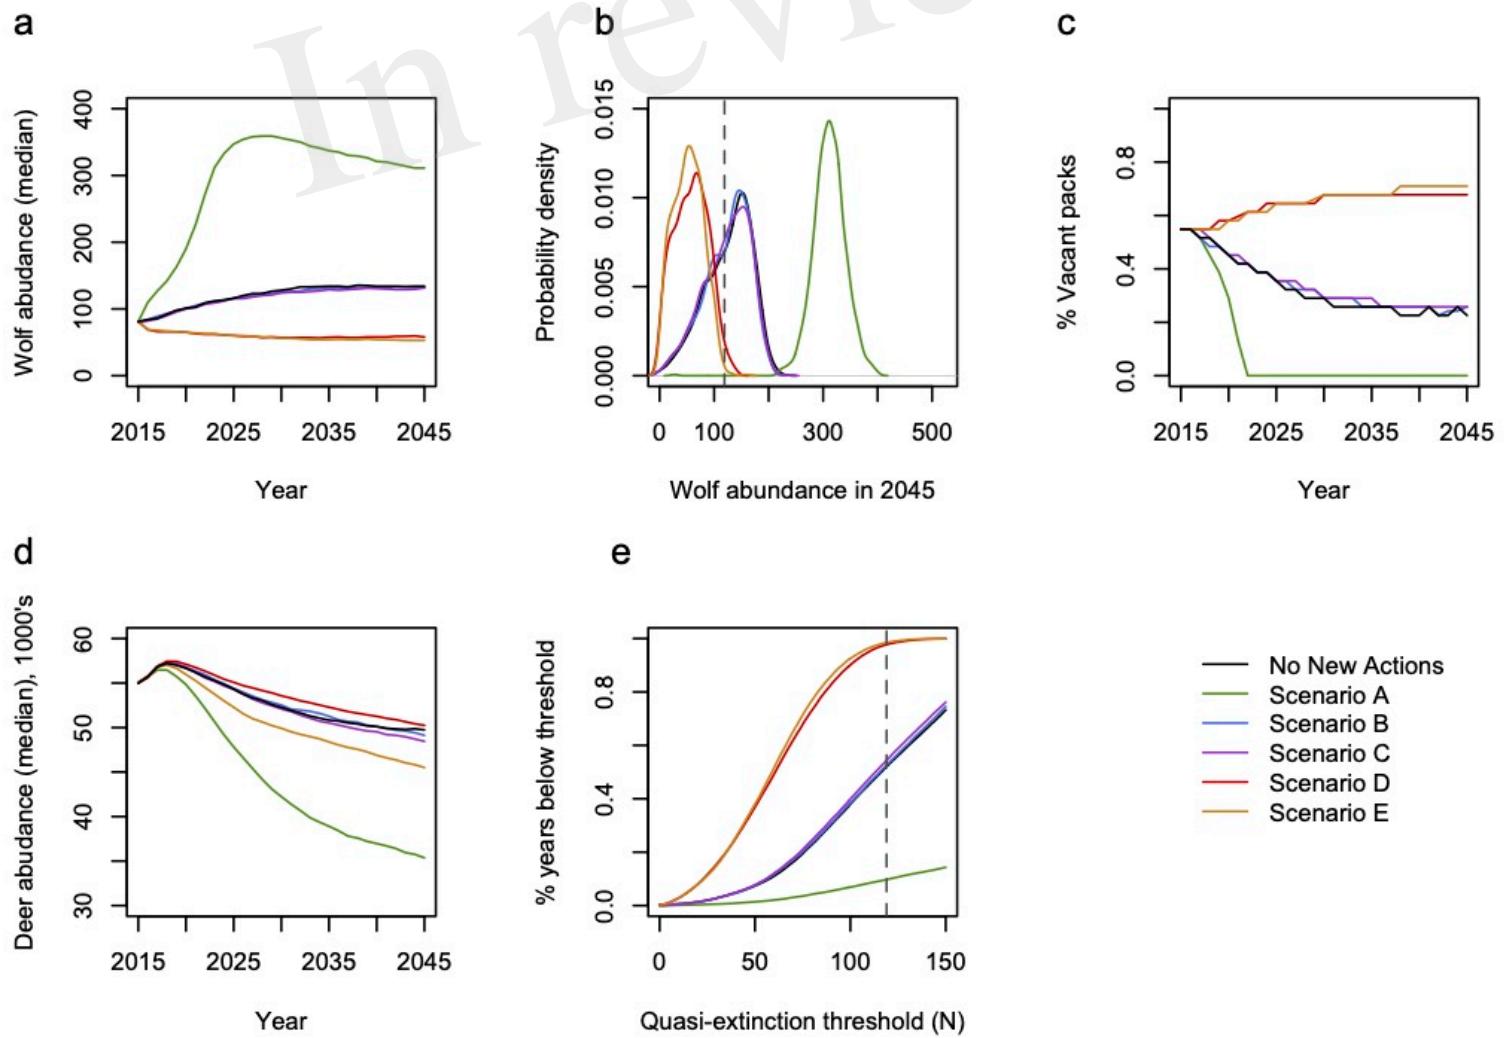 In review
a
Wolf abudance (median)
400
300
200
100
0
2015 2025 2035 2045
Year
b
Probability density
0.015
0.010
0.005
0.000
0 100 300 500
Wolf abundance in 2045
c
% Vacant packs
0.8
0.4
0.0
2015 2025 2035 2045
Year
d
Deer abudance (median), 1000's
60
50
40
30
2015 2025 2035 2045
Year
e
% years below threshold
0.8
0.4
0.0
0 50 100 150
Quasi-extinction threshold (N)
No New Actions
Scenario A
Scenario B
Scenario C
Scenario D
Scenario E